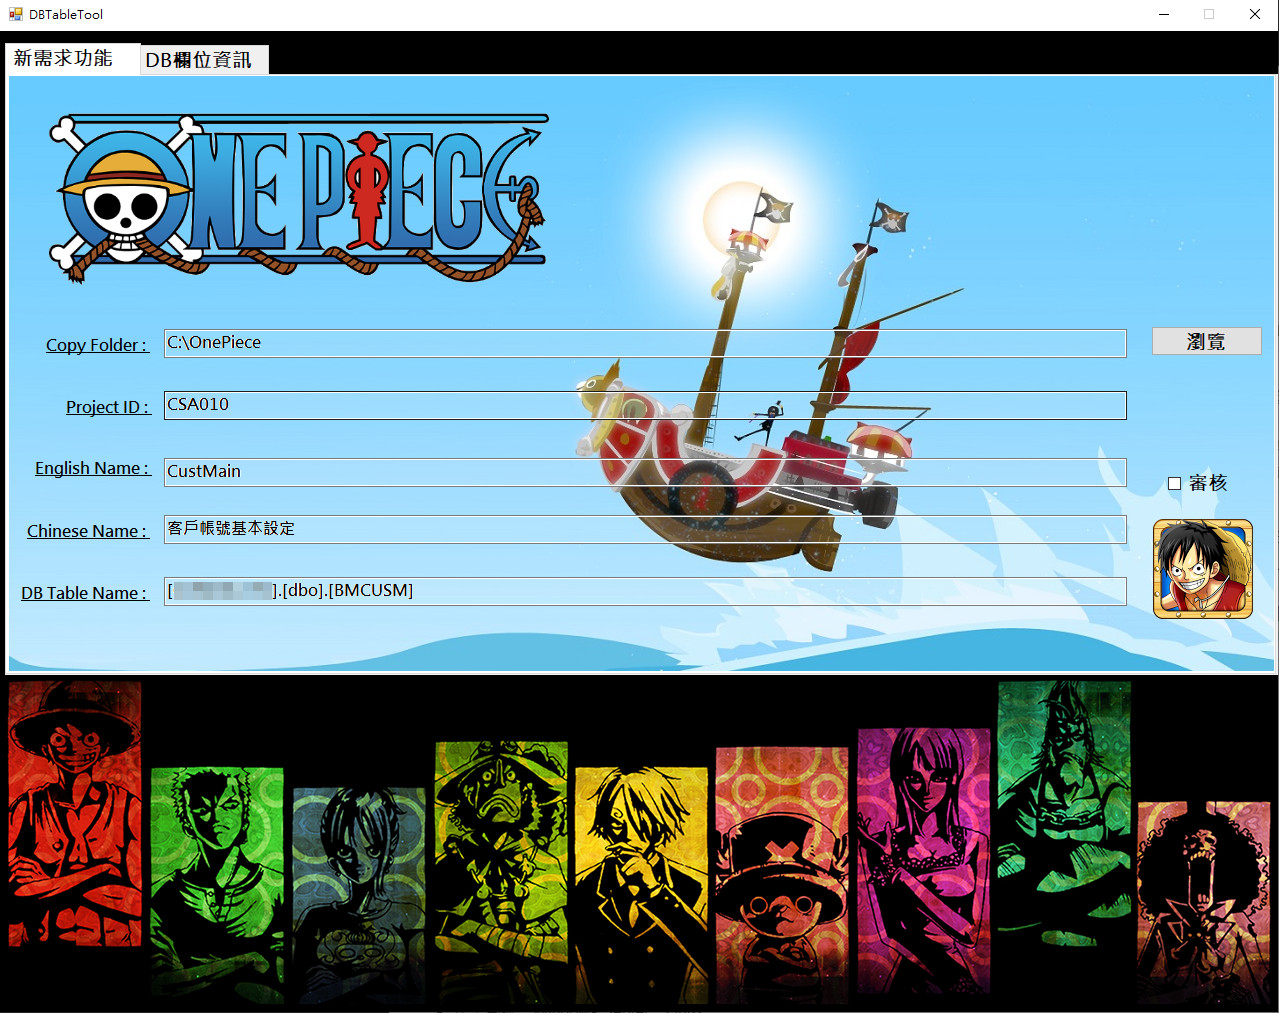 DBTableTool
新需求功能
DB欄位資訊
ONE PIECE
Copy Folder : C:\OnePiece 瀏覽
Project ID : CSA010
English Name : CustMain
審核
Chinese Name : 客戶帳號基本設定
DB Table Name : [ ].[dbo].[BMCUSM]